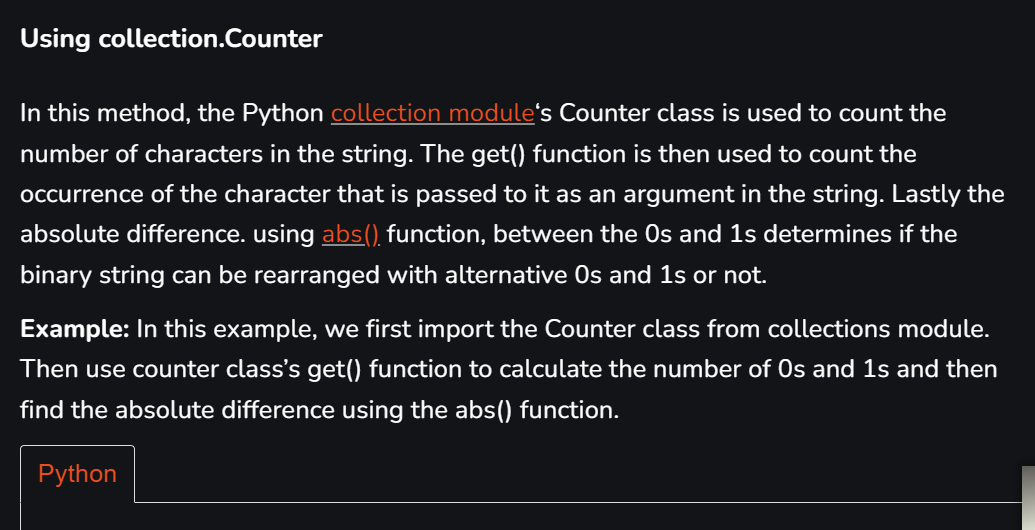 Using collection.Counter
In this method, the Python collection module‘s Counter class is used to count the
number of characters in the string. The get() function is then used to count the
occurrence of the character that is passed to it as an argument in the string. Lastly the
absolute difference. using abs() function, between the 0s and 1s determines if the
binary string can be rearranged with alternative 0s and 1s or not.
Example: In this example, we first import the Counter class from collections module.
Then use counter class’s get() function to calculate the number of 0s and 1s and then
find the absolute difference using the abs() function.
Python